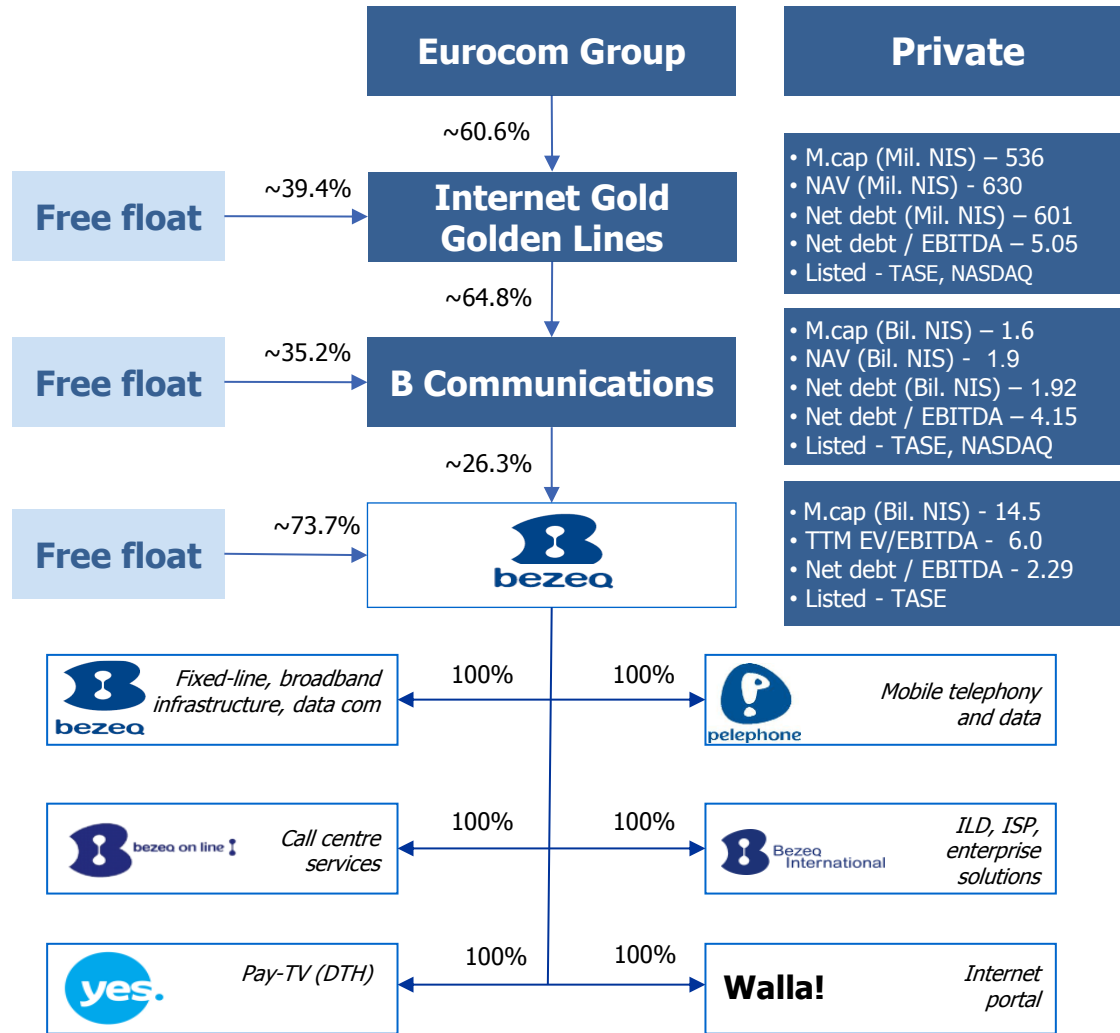 Eurocom Group
Private
~60.6%
Free float
~39.4%
Internet Gold
Golden Lines
• M.cap (Mil. NIS) – 536
• NAV (Mil. NIS) - 630
• Net debt (Mil. NIS) – 601
• Net debt / EBITDA – 5.05
• Listed - TASE, NASDAQ
~64.8%
Free float
~35.2%
B Communications
• M.cap (Bil. NIS) – 1.6
• NAV (Bil. NIS) - 1.9
• Net debt (Bil. NIS) – 1.92
• Net debt / EBITDA – 4.15
• Listed - TASE, NASDAQ
~26.3%
Free float
~73.7%
bezeq
• M.cap (Bil. NIS) - 14.5
• TTM EV/EBITDA - 6.0
• Net debt / EBITDA - 2.29
• Listed - TASE
bezeq
Fixed-line, broadband
infrastructure, data com
100%
100%
pelephone
Mobile telephony
and data
bezeq on line
Call centre
services
100%
100%
Bezeq
International
ILD, ISP,
enterprise
solutions
yes.
Pay-TV (DTH)
100%
100%
Walla!
Internet
portal